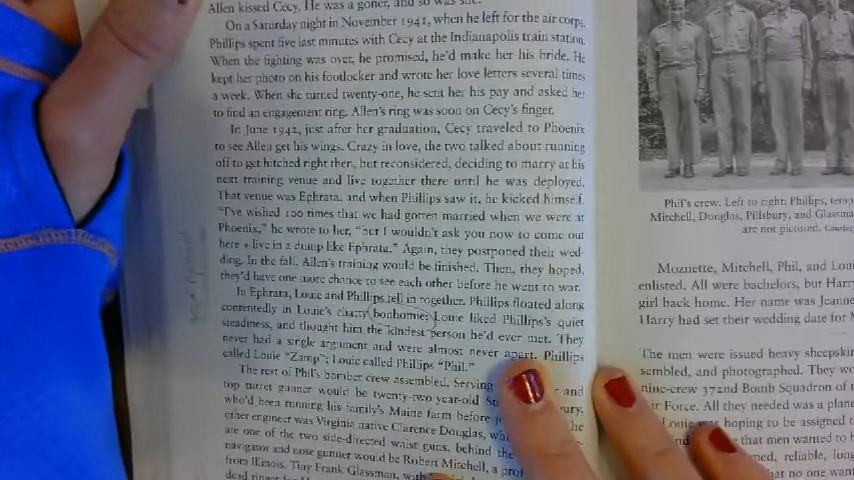 Allen kissed Cecy. He was a goner, and so was she.
On a Saturday night in November 1941, when he left for the air corps,
Phillips spent five last minutes with Cecy at the Indianapolis train station.
When the fighting was over, he promised, he'd make her his bride. He
kept her photo on his footlocker and wrote her love letters several times
a week. When she turned twenty-one, he sent her his pay and asked her
to find an engagement ring. Allen's ring was soon on Cecy's finger.
In June 1942, just after her graduation, Cecy traveled to Phoenix
to see Allen get his wings. Crazy in love, the two talked about running
off to get hitched right then, but reconsidered, deciding to marry at his
next training venue and live together there until he was deployed.
That venue was Ephrata, and when Phillips saw it, he kicked himself.
"I've wished 100 times that we had gotten married when we were at
Phoenix," he wrote to her, "but I wouldn't ask you now to come out
here + live in a dump like Ephrata." Again, they postponed their wed-
ding. In the fall, Allen's training would be finished. Then, they hoped,
they'd have one more chance to see each other before he went to war.
In Ephrata, Louie and Phillips fell in together. Phillips floated along
contentedly in Louie's chatty bonhomie; Louie liked Phillips's quiet
steadiness, and thought him the kindest person he'd ever met. They
never had a single argument and were almost never apart. Phillips
called Louie "Zamp"; Louie called Phillips "Phil."
The rest of Phil's bomber crew assembled. Serving and
top turret gunner would be twenty-two-year-old
who'd been running his family's Maine farm before
other engineer was Virginia native Clarence Douglas,
ate one of the two side-directed waist guns, behind the
navigator and nose gunner would be Robert Mitchell, a
from Illinois. Tiny Frank Glassman, with
dead ringer for
Phil's crew. Left to right: Phillips,
Mitchell, Douglas, Pillsbury, and
are not pictured.
Moznette, Mitchell, Phil, and
enlisted. All were bachelors, but
girl back home. Her name was
Harry had set their wedding date for
The men were issued heavy
sembled, and photographed. They
nine-crew 372nd Bomb Squadron of
Force. All they needed was a
Louie was hoping to be assigned
that men wanted to
reliable,
that no one